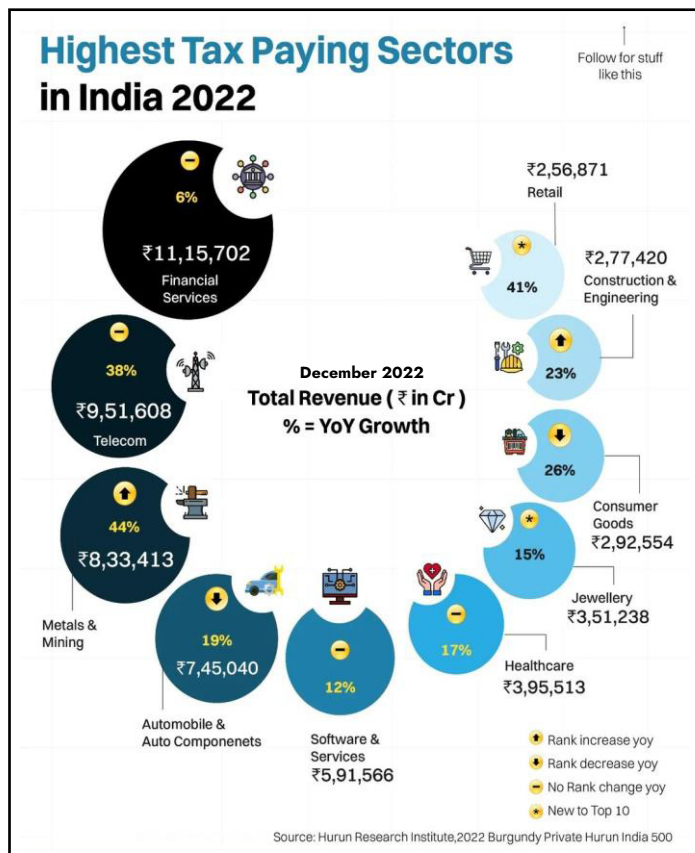 Highest Tax Paying Sectors
in India 2022
Follow for stuff
like this
6%
₹11,15,702
Financial
Services
38%
₹9,51,608
Telecom
44%
₹8,33,413
Metals &
Mining
19%
₹7,45,040
Automobile &
Auto Componenets
12%
Software &
Services
₹5,91,566
17%
Healthcare
₹3,95,513
15%
Jewellery
₹3,51,238
26%
Consumer
Goods
₹2,92,554
23%
₹2,77,420
Construction &
Engineering
41%
₹2,56,871
Retail
December 2022
Total Revenue ( ₹ in Cr )
% = YoY Growth
Rank increase yoy
Rank decrease yoy
No Rank change yoy
New to Top 10
Source: Hurun Research Institute,2022 Burgundy Private Hurun India 500